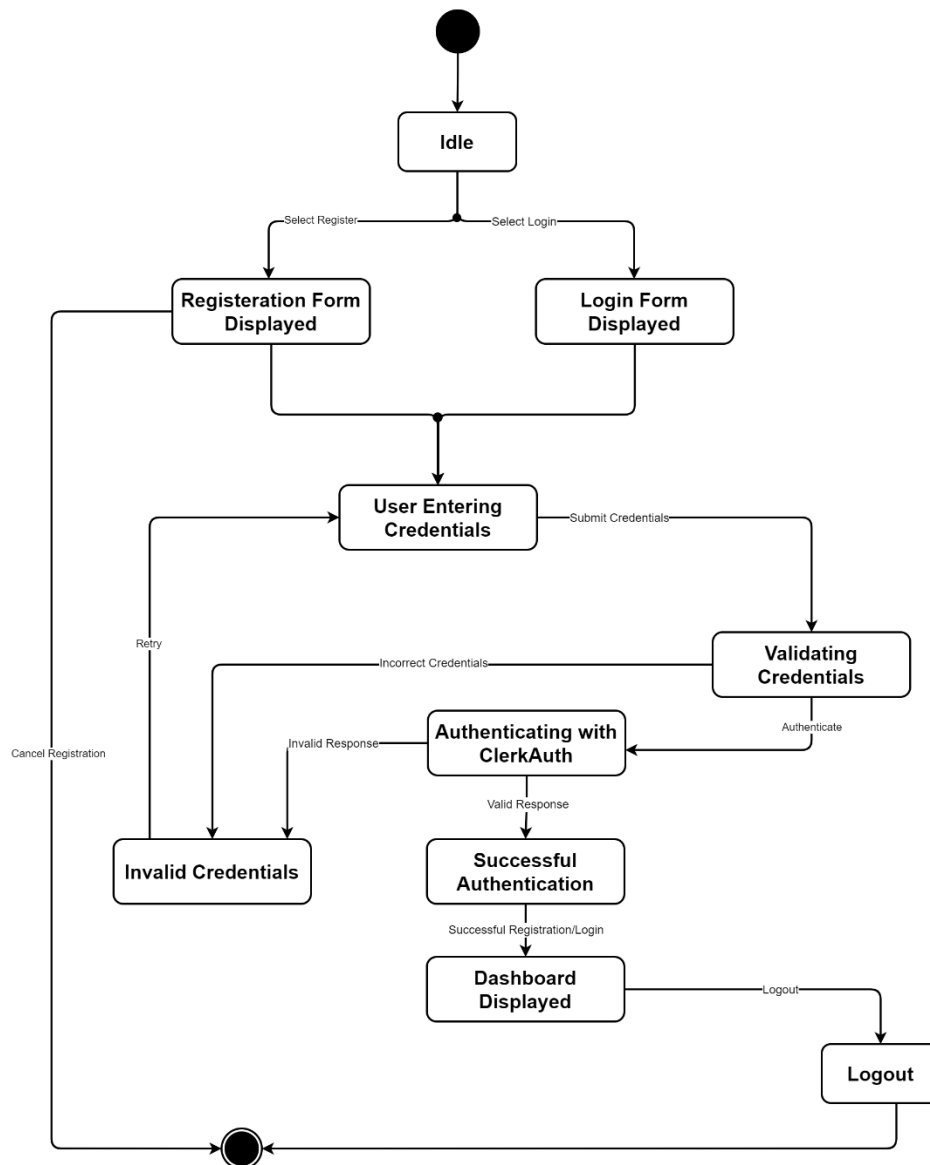 Idle
Select Register
Select Login
Registeration Form
Displayed
Login Form
Displayed
User Entering
Credentials
Submit Credentials
Retry
Validating
Credentials
Incorrect Credentials
Authenticate
Authenticating with
ClerkAuth
Invalid Response
Cancel Registration
Valid Response
Invalid Credentials
Successful
Authentication
Successful Registration/Login
Dashboard
Displayed
Logout
Logout